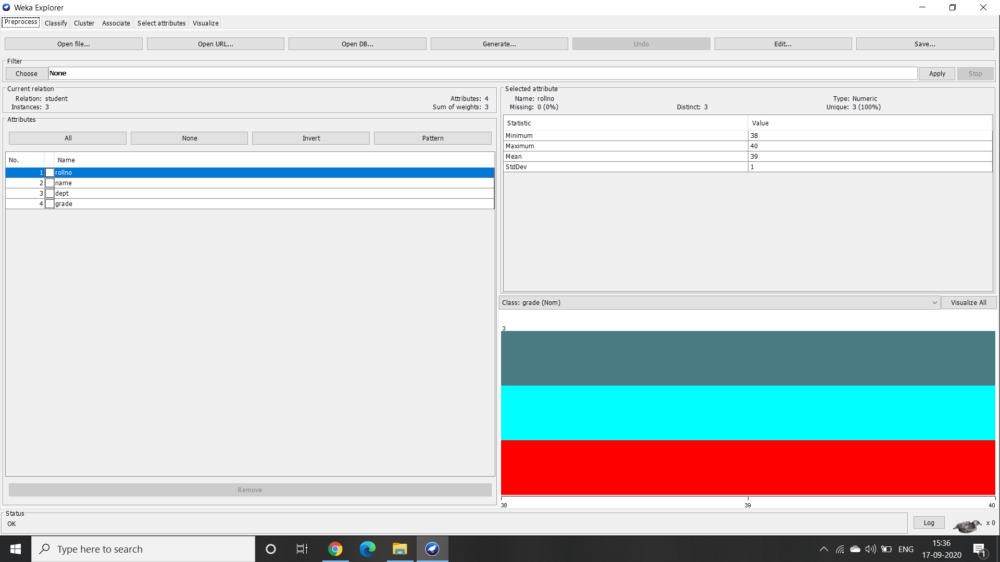 Weka Explorer
Preprocess Classify Cluster Associate Select attributes Visualize
Open file... Open URL... Open DB... Generate... Undo Edit... Save...
Filter
Choose None Apply Stop
Current relation
Relation: student Attributes: 4
Instances: 3 Sum of weights: 3
Attributes
All None Invert Pattern
No. Name
1 rollno
2 name
3 dept
4 grade
Remove
Selected attribute
Name: rollno Type: Numeric
Missing: 0 (0%) Distinct: 3 Unique: 3 (100%)
Statistic Value
Minimum 38
Maximum 40
Mean 39
StdDev 1
Class: grade (Nom) Visualize All
3
38 39 40
Status
OK
Log x 0
Type here to search
ENG
15:36
17-09-2020
1